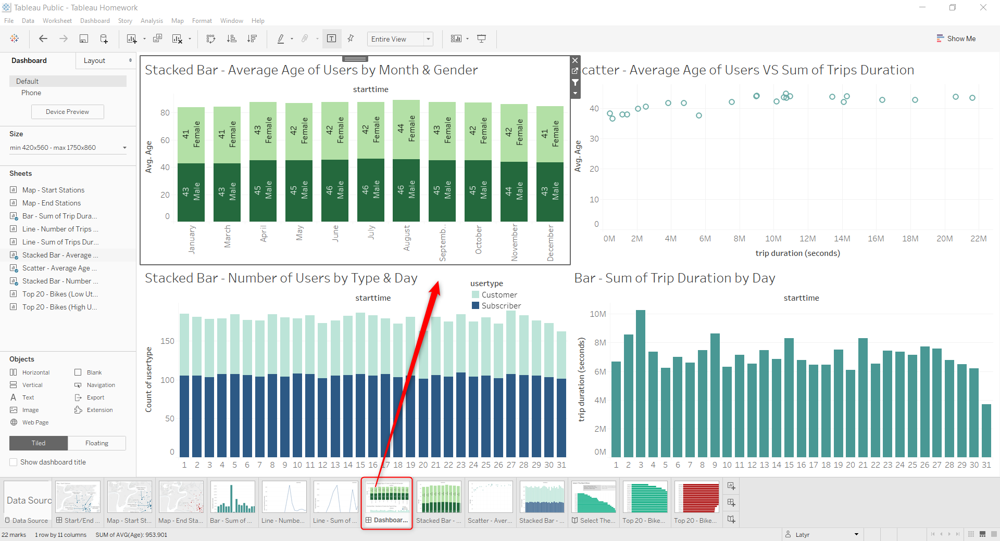 Tableau Public - Tableau Homework
File Data Worksheet Dashboard Story Analysis Map Format Window Help
Entire View
Show Me
Dashboard
Layout
Default
Phone
Device Preview
Size
min 420x560 - max 1750x860
Sheets
Map - Start Stations
Map - End Stations
Bar - Sum of Trip Dura...
Line - Number of Trips ...
Line - Sum of Trips Dur...
Stacked Bar - Average ...
Scatter - Average Age ...
Stacked Bar - Number ...
Top 20 - Bikes (Low Ut...
Top 20 - Bikes (High U...
Objects
Horizontal Blank
Vertical Navigation
Text Export
Image Extension
Web Page
Tiled Floating
Show dashboard title
Stacked Bar - Average Age of Users by Month & Gender
starttime
Avg. Age
80
60
40
20
0
41 Female
41 Female
43 Female
42 Female
42 Female
42 Female
44 Female
43 Female
42 Female
42 Female
41 Female
43 Male
43 Male
45 Male
45 Male
46 Male
46 Male
46 Male
45 Male
45 Male
44 Male
43 Male
January March April May June July August Septemb.. October November December
catter - Average Age of Users VS Sum of Trips Duration
Avg. Age
40
30
20
10
0
0M 2M 4M 6M 8M 10M 12M 14M 16M 18M 20M 22M
trip duration (seconds)
Stacked Bar - Number of Users by Type & Day
usertype
Customer
Subscriber
starttime
Count of usertype
150
100
50
0
1 2 3 4 5 6 7 8 9 10 11 12 13 14 15 16 17 18 19 20 21 22 23 24 25 26 27 28 29 30 31
Bar - Sum of Trip Duration by Day
starttime
trip duration (seconds)
10M
8M
6M
4M
2M
0M
1 2 3 4 5 6 7 8 9 10 11 12 13 14 15 16 17 18 19 20 21 22 23 24 25 26 27 28 29 30 31
Data Sourc
Data Source
Start/End ...
Map - Start St...
Map - End Sta...
Bar - Sum of ...
Line - Numbe...
Line - Sum of ...
Dashboar...
Stacked Bar - ...
Scatter - Aver...
Stacked Bar - ...
Select The...
Top 20 - Bike...
Top 20 - Bike...
22 marks 1 row by 11 columns SUM of AVG(Age): 953.901
Latyr